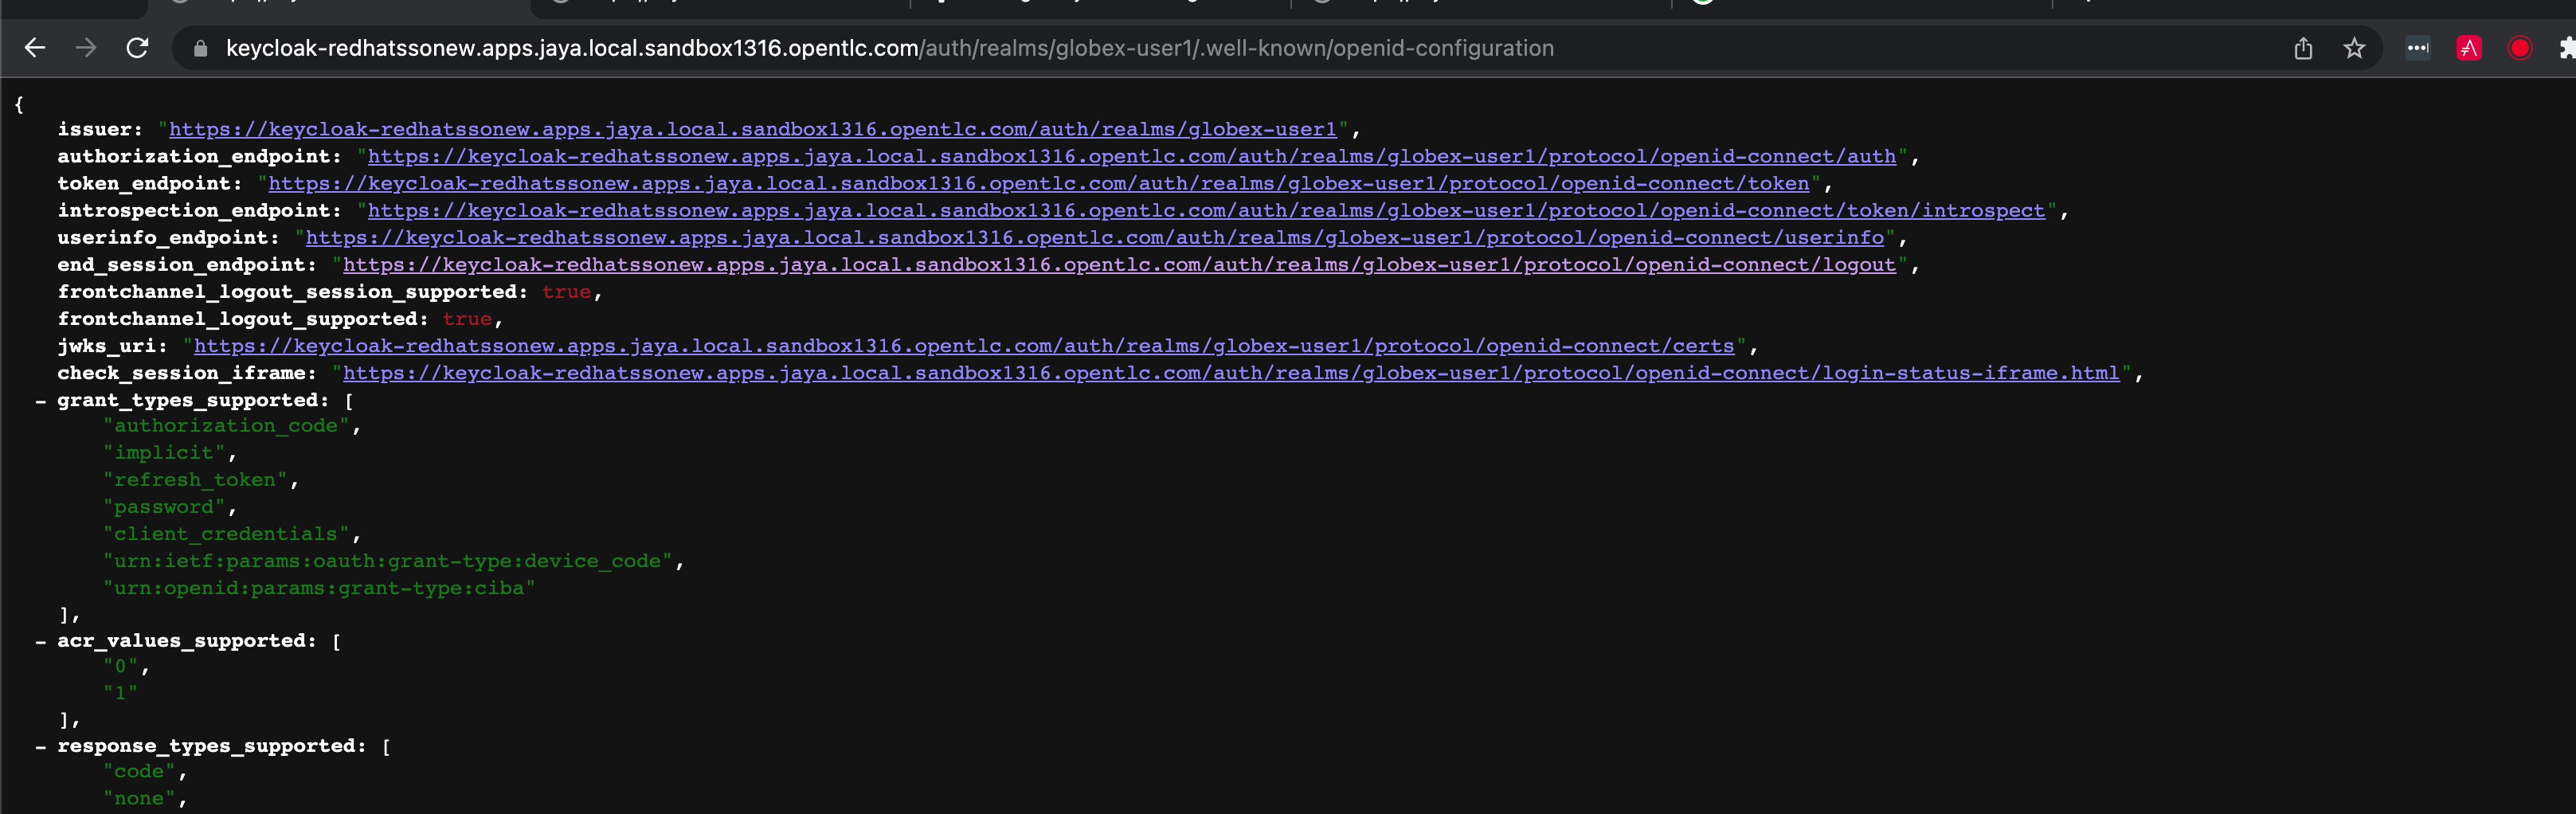 keycloak-redhatssonew.apps.jaya.local.sandbox1316.opentlc.com/auth/realms/globex-user1/.well-known/openid-configuration
{
issuer: "https://keycloak-redhatssonew.apps.jaya.local.sandbox1316.opentlc.com/auth/realms/globex-user1",
authorization_endpoint: "https://keycloak-redhatssonew.apps.jaya.local.sandbox1316.opentlc.com/auth/realms/globex-user1/protocol/openid-connect/auth",
token_endpoint: "https://keycloak-redhatssonew.apps.jaya.local.sandbox1316.opentlc.com/auth/realms/globex-user1/protocol/openid-connect/token",
introspection_endpoint: "https://keycloak-redhatssonew.apps.jaya.local.sandbox1316.opentlc.com/auth/realms/globex-user1/protocol/openid-connect/token/introspect",
userinfo_endpoint: "https://keycloak-redhatssonew.apps.jaya.local.sandbox1316.opentlc.com/auth/realms/globex-user1/protocol/openid-connect/userinfo",
end_session_endpoint: "https://keycloak-redhatssonew.apps.jaya.local.sandbox1316.opentlc.com/auth/realms/globex-user1/protocol/openid-connect/logout",
frontchannel_logout_session_supported: true,
frontchannel_logout_supported: true,
jwks_uri: "https://keycloak-redhatssonew.apps.jaya.local.sandbox1316.opentlc.com/auth/realms/globex-user1/protocol/openid-connect/certs",
check_session_iframe: "https://keycloak-redhatssonew.apps.jaya.local.sandbox1316.opentlc.com/auth/realms/globex-user1/protocol/openid-connect/login-status-iframe.html",
– grant_types_supported: [
"authorization_code",
"implicit",
"refresh_token",
"password",
"client_credentials",
"urn:ietf:params:oauth:grant-type:device_code",
"urn:openid:params:grant-type:ciba"
],
– acr_values_supported: [
"0",
"1"
],
– response_types_supported: [
"code",
"none",